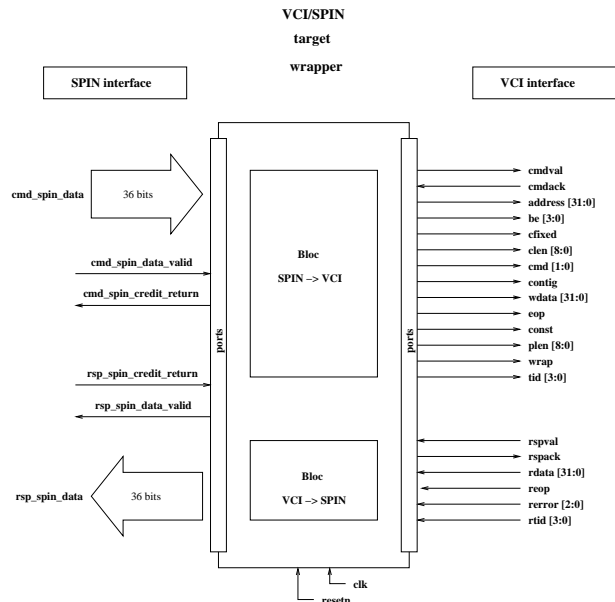 VCI/SPIN
target
wrapper
SPIN interface
VCI interface
cmd_spin_data
36 bits
cmd_spin_data_valid
cmd_spin_credit_return
rsp_spin_credit_return
rsp_spin_data_valid
rsp_spin_data
36 bits
ports
Bloc
SPIN −> VCI
Bloc
VCI −> SPIN
ports
cmdval
cmdack
address [31:0]
be [3:0]
cfixed
clen [8:0]
cmd [1:0]
contig
wdata [31:0]
eop
const
plen [8:0]
wrap
tid [3:0]
rspval
rspack
rdata [31:0]
reop
rerror [2:0]
rtid [3:0]
clk
resetn